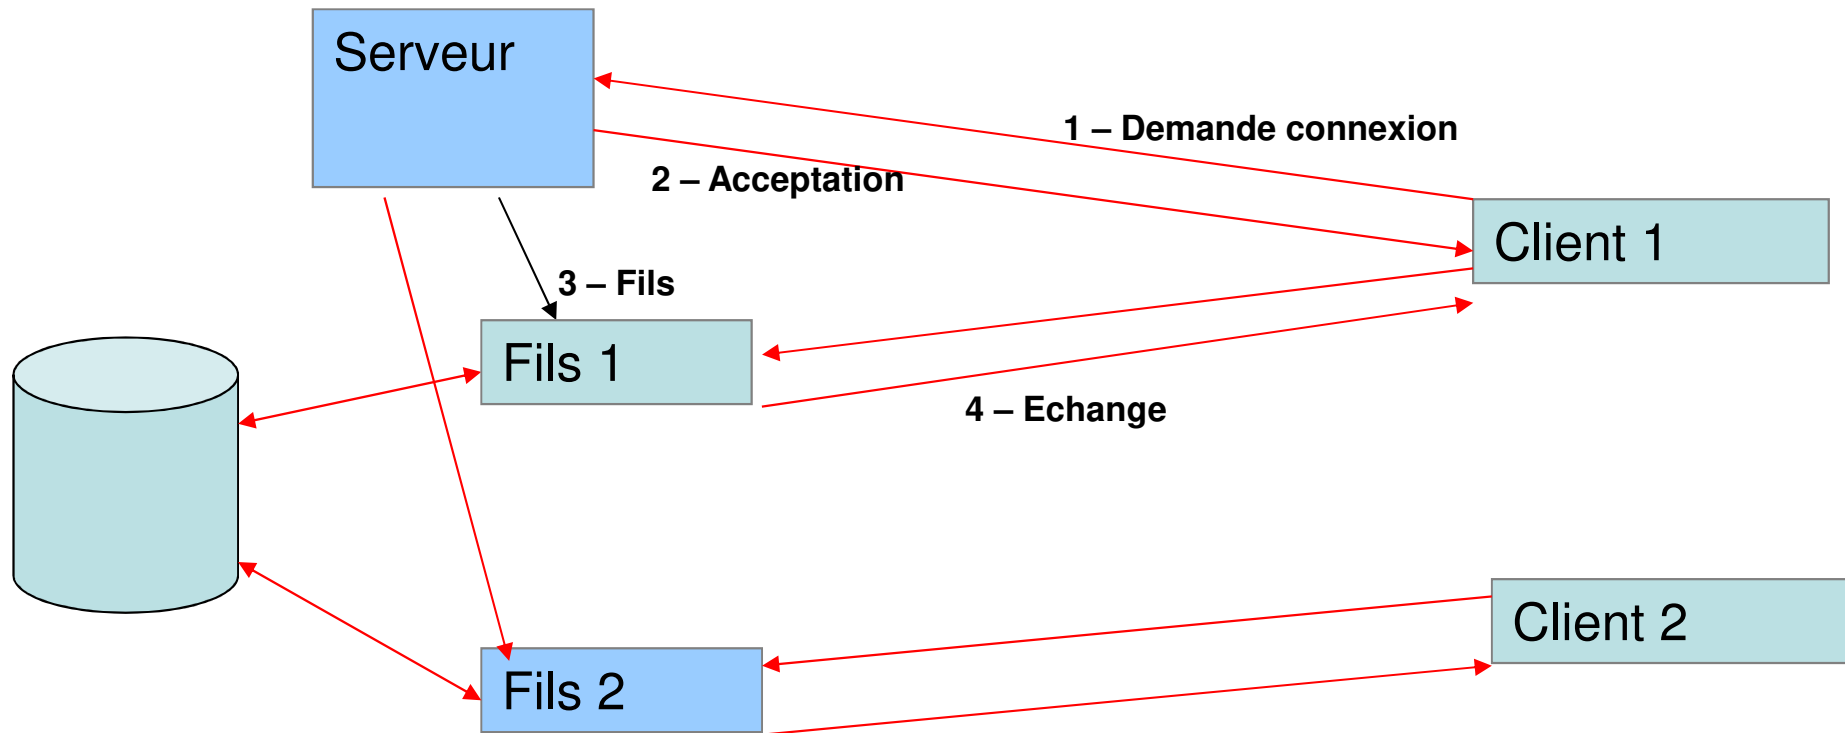 Serveur
1 – Demande connexion
2 – Acceptation
Client 1
3 – Fils
Fils 1
4 – Echange
Client 2
Fils 2